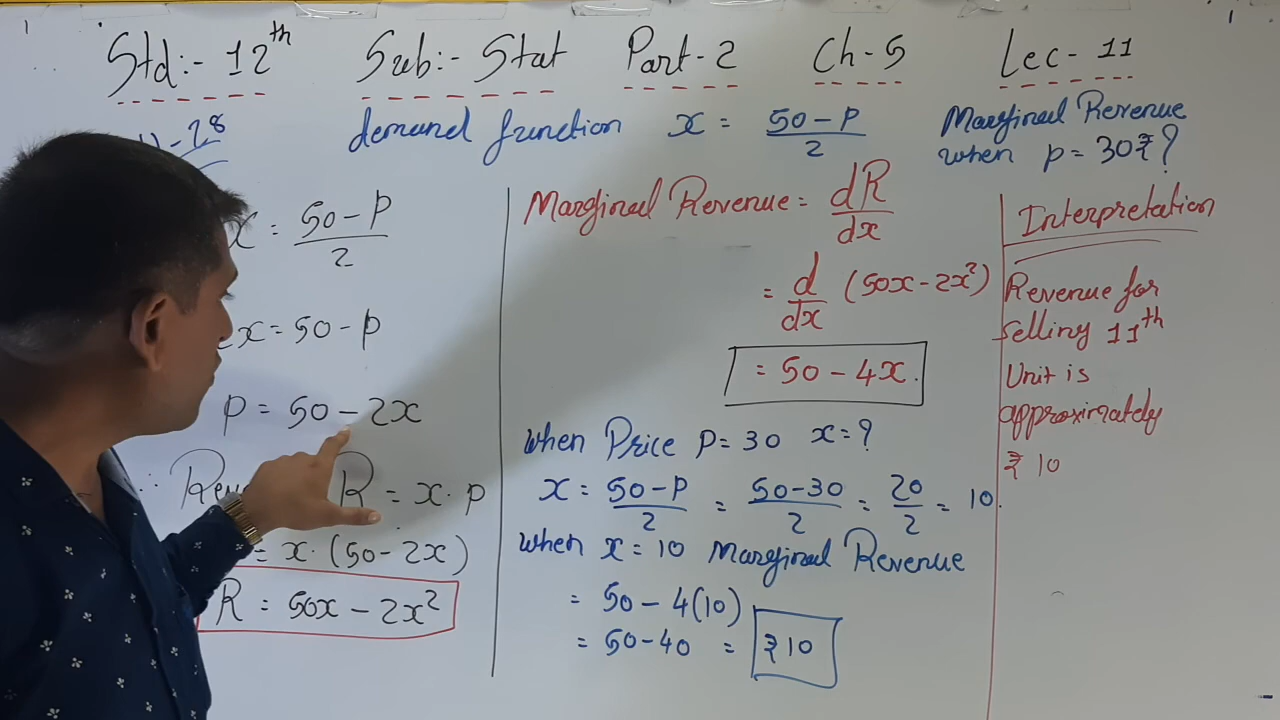 Std:- 12th Sub:- Stat Part-2 Ch-5 Lec-11
-28 demand function x = 50-P/2 Marginal Revenue
when p = 30₹?
x = 50-P/2
2x = 50-p
P = 50-2x
∴ R = x.p
= x.(50-2x)
R = 50x-2x²
Marginal Revenue = dR/dx
= d/dx (50x-2x²)
= 50-4x.
when Price p=30 x=?
x = 50-P/2 = 50-30/2 = 20/2 = 10.
when x=10 Marginal Revenue
= 50-4(10)
= 50-40 = ₹10
Interpretation
Revenue for
selling 11th
Unit is
approximately
₹10